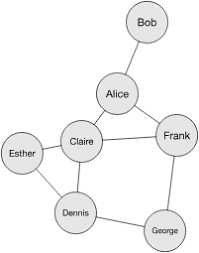 Bob
Alice
Claire
Frank
Esther
Dennis
George